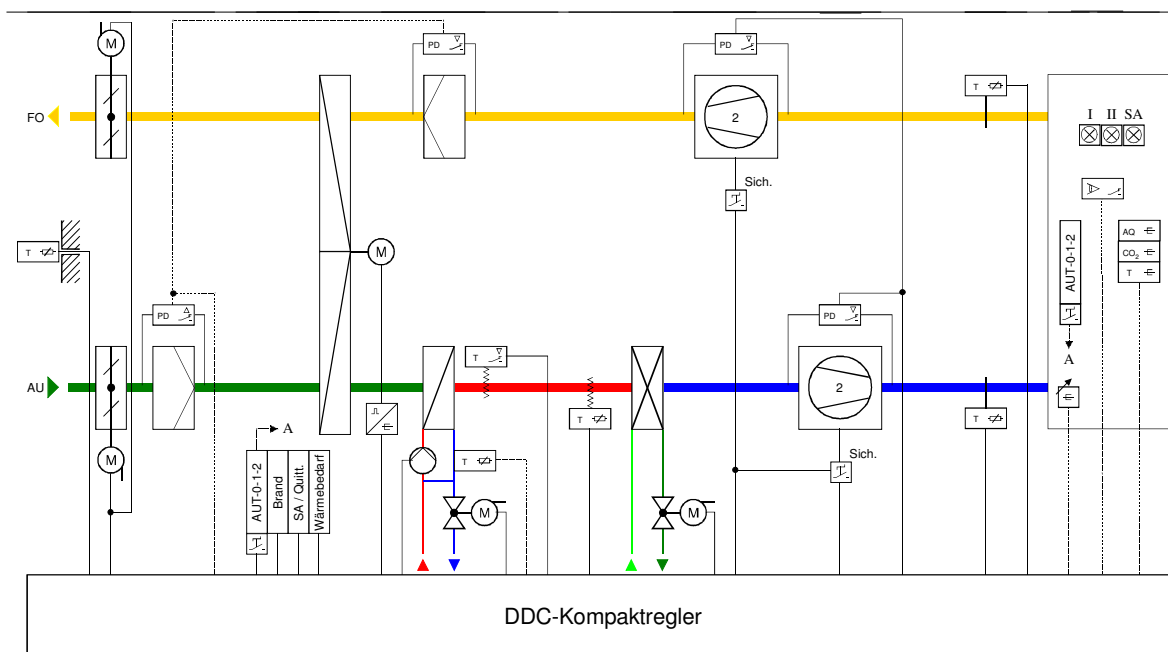 M
PD
PD
T
FO
2
I II SA
Sich.
AQ
CO₂
T
AUT-0-1-2
T
M
PD
PD
A
AU
T
2
T
T
A
AUT-0-1-2
Brand
SA / Quitt.
Wärmebedarf
M
T
Sich.
M
M
DDC-Kompaktregler